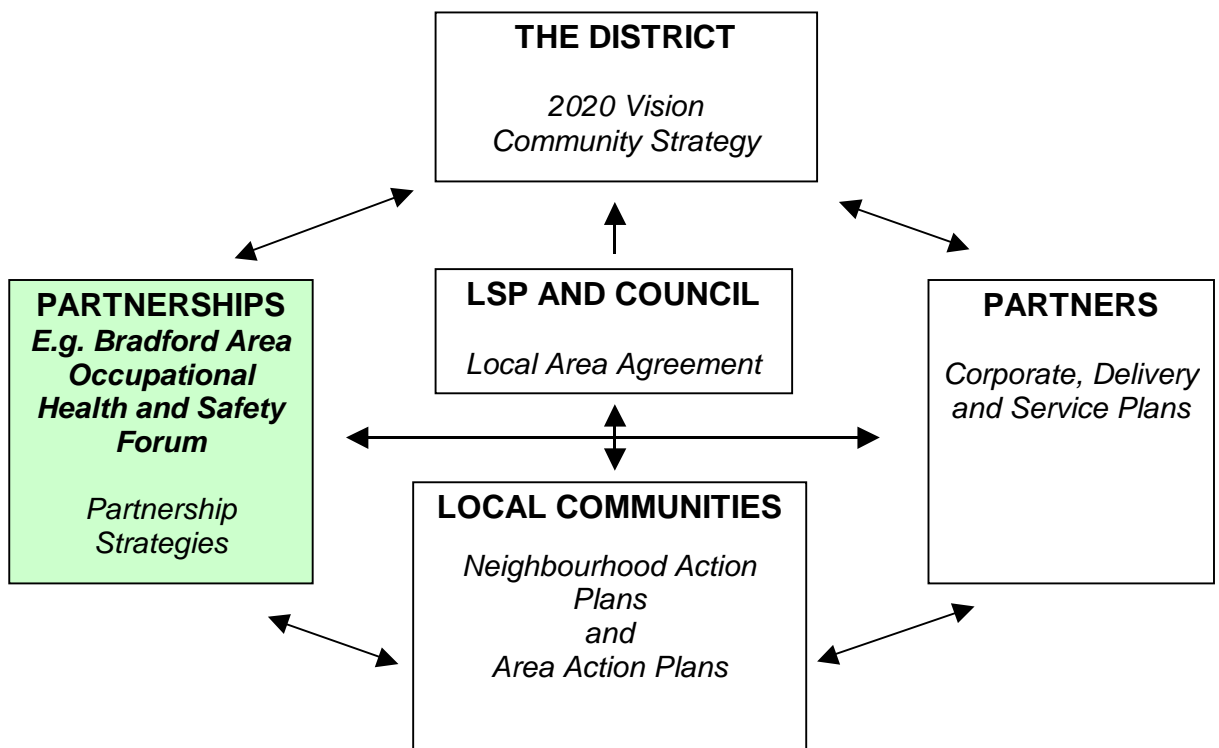 THE DISTRICT
2020 Vision
Community Strategy
PARTNERSHIPS
E.g. Bradford Area
Occupational
Health and Safety
Forum
Partnership
Strategies
LSP AND COUNCIL
Local Area Agreement
PARTNERS
Corporate, Delivery
and Service Plans
LOCAL COMMUNITIES
Neighbourhood Action
Plans
and
Area Action Plans